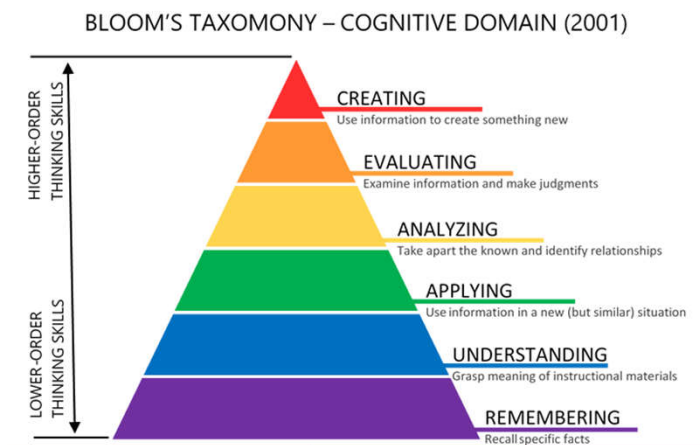 BLOOM'S TAXOMONY – COGNITIVE DOMAIN (2001)
HIGHER-ORDER
THINKING SKILLS
CREATING
Use information to create something new
EVALUATING
Examine information and make judgments
ANALYZING
Take apart the known and identify relationships
APPLYING
Use information in a new (but similar) situation
LOWER-ORDER
THINKING SKILLS
UNDERSTANDING
Grasp meaning of instructional materials
REMEMBERING
Recall specific facts